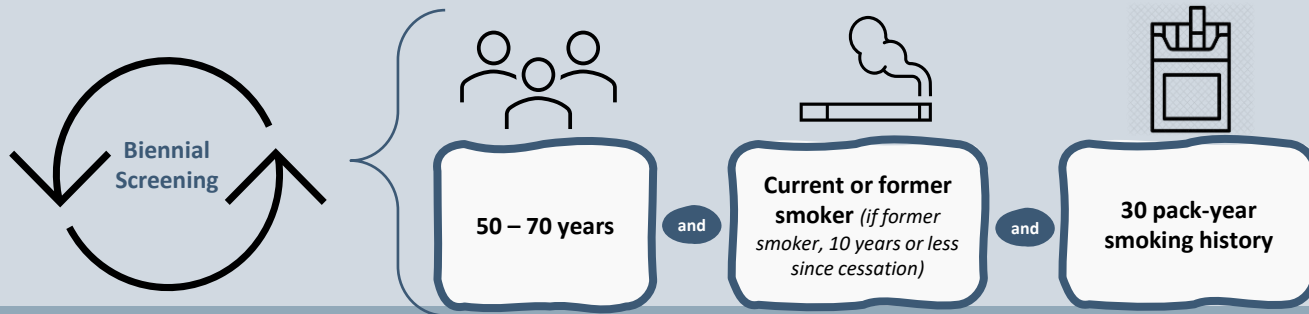 Biennial
Screening
50 – 70 years
and
Current or former
smoker (if former
smoker, 10 years or less
since cessation)
and
30 pack-year
smoking history